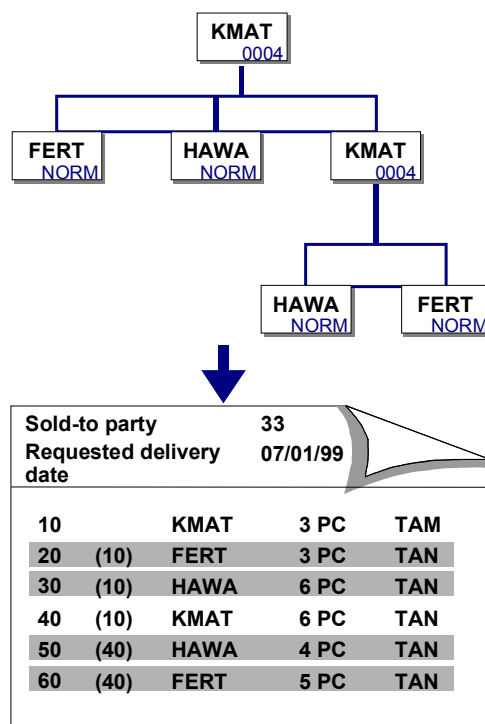 KMAT
0004
FERT
NORM
HAWA
NORM
KMAT
0004
HAWA
NORM
FERT
NORM
Sold-to party 33
Requested delivery date 07/01/99
10 KMAT 3 PC TAM
20 (10) FERT 3 PC TAN
30 (10) HAWA 6 PC TAN
40 (10) KMAT 6 PC TAN
50 (40) HAWA 4 PC TAN
60 (40) FERT 5 PC TAN